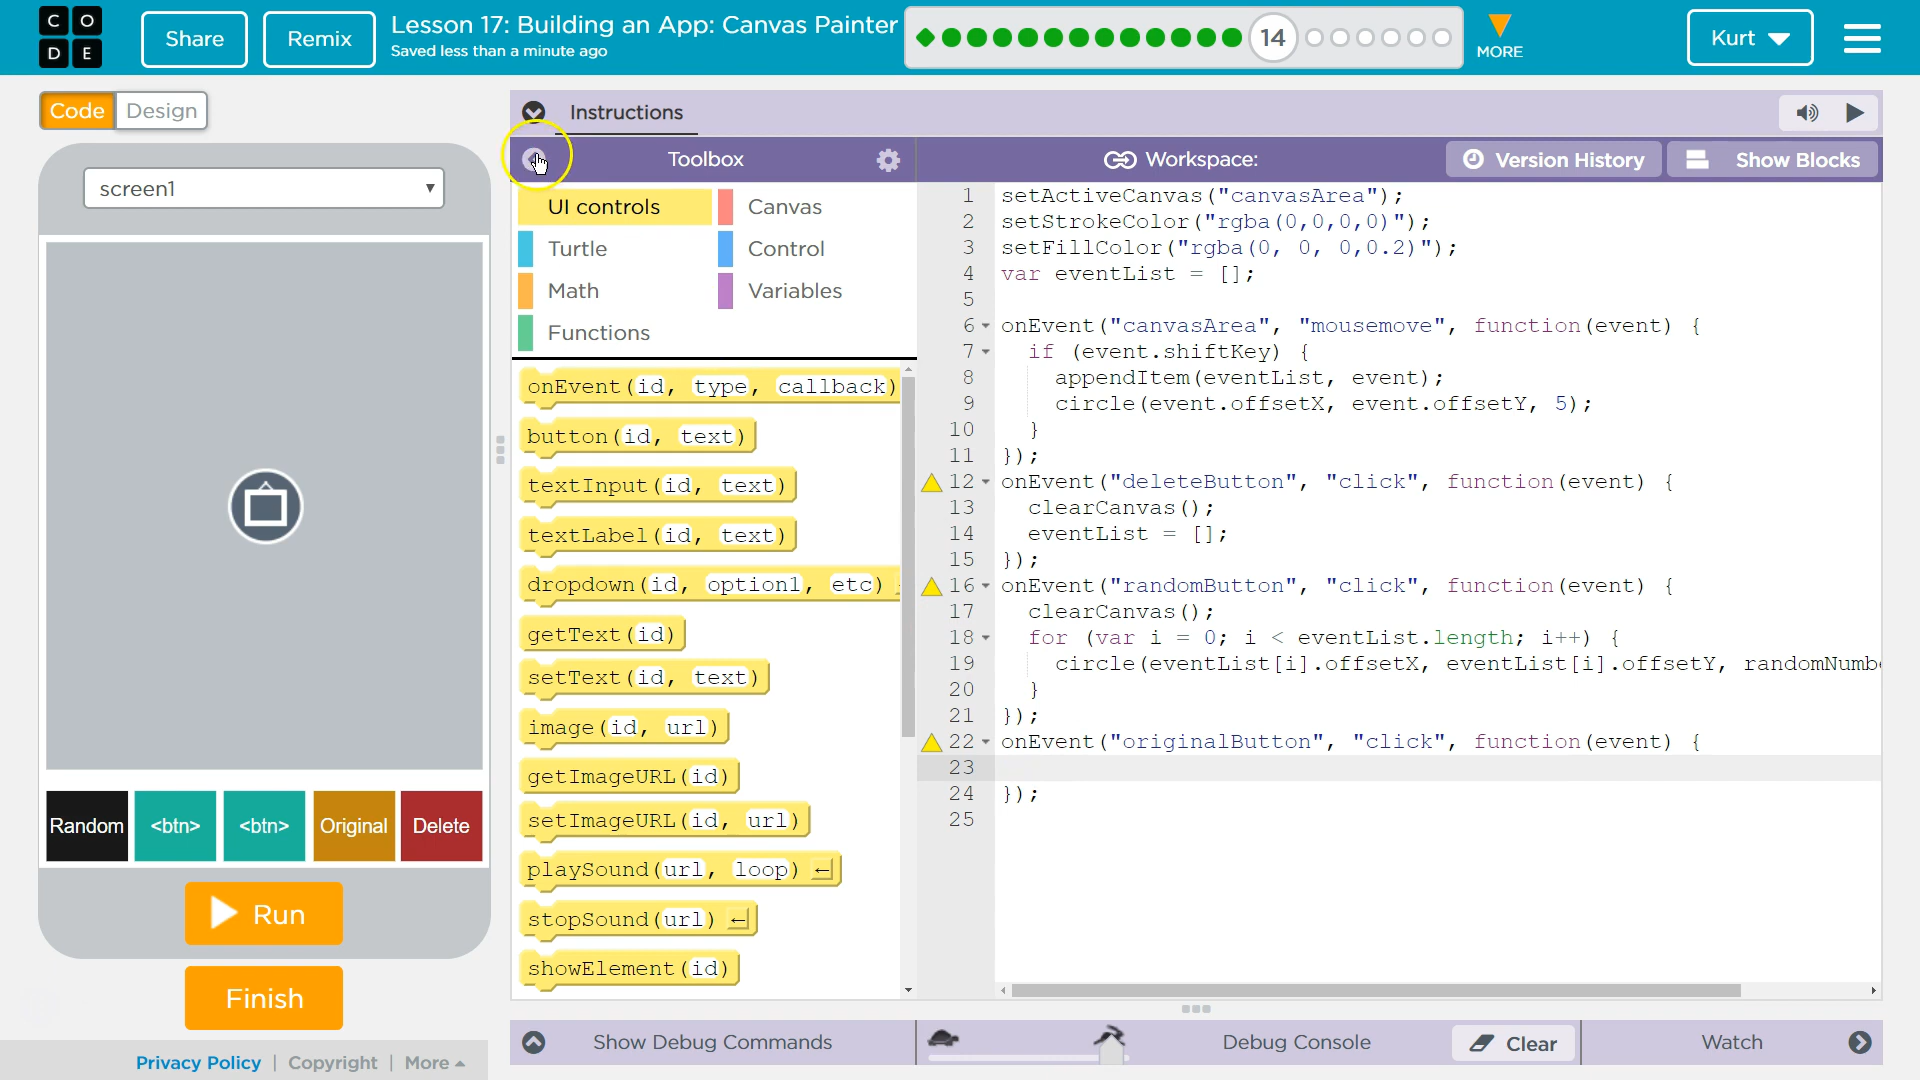 C O
D E
Share
Remix
Lesson 17: Building an App: Canvas Painter
Saved less than a minute ago
14
MORE
Kurt
Code
Design
screen1
Random
<btn>
<btn>
Original
Delete
Run
Finish
Privacy Policy | Copyright | More
Instructions
Toolbox
Workspace:
Version History
Show Blocks
UI controls
Canvas
Turtle
Control
Math
Variables
Functions
onEvent(id, type, callback)
button(id, text)
textInput(id, text)
textLabel(id, text)
dropdown(id, option1, etc)
getText(id)
setText(id, text)
image(id, url)
getImageURL(id)
setImageURL(id, url)
playSound(url, loop)
stopSound(url)
showElement(id)
1 setActiveCanvas("canvasArea");
2 setStrokeColor("rgba(0,0,0,0)");
3 setFillColor("rgba(0, 0, 0,0.2)");
4 var eventList = [];
5
6 onEvent("canvasArea", "mousemove", function(event) {
7 if (event.shiftKey) {
8 appendItem(eventList, event);
9 circle(event.offsetX, event.offsetY, 5);
10 }
11 });
12 onEvent("deleteButton", "click", function(event) {
13 clearCanvas();
14 eventList = [];
15 });
16 onEvent("randomButton", "click", function(event) {
17 clearCanvas();
18 for (var i = 0; i < eventList.length; i++) {
19 circle(eventList[i].offsetX, eventList[i].offsetY, randomNumb
20 }
21 });
22 onEvent("originalButton", "click", function(event) {
23
24 });
25
Show Debug Commands
Debug Console
Clear
Watch